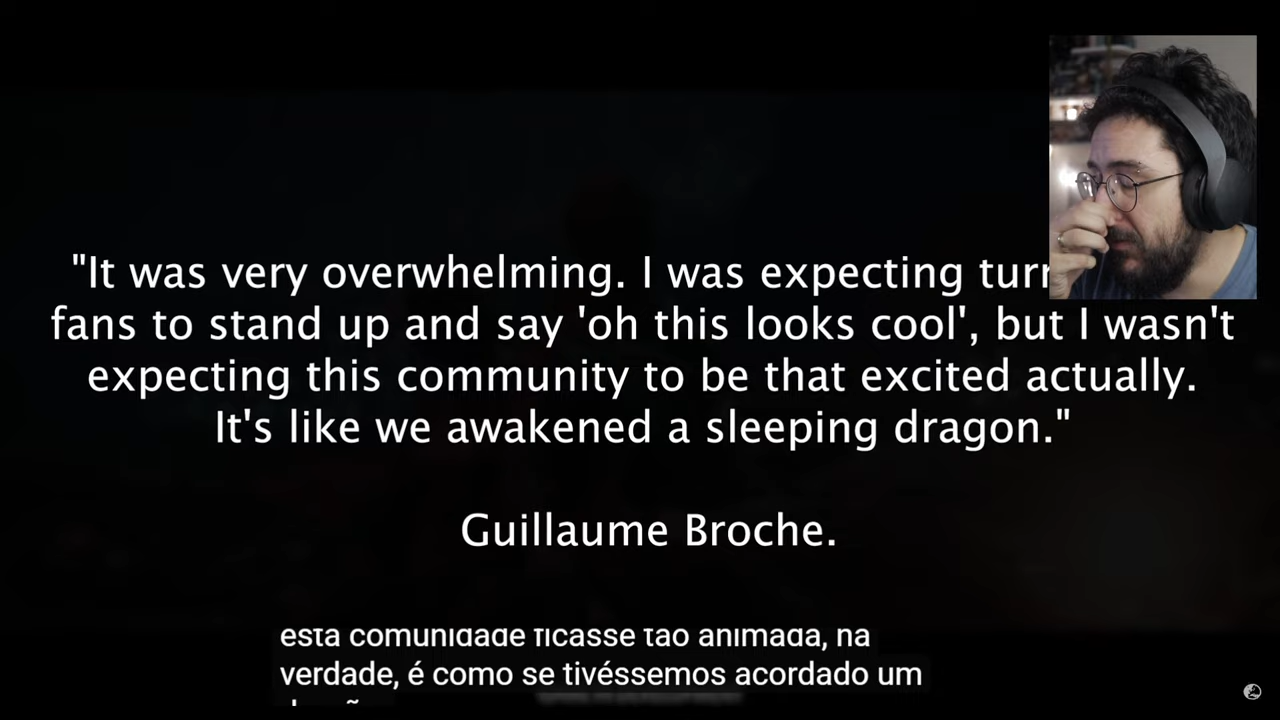 "It was very overwhelming. I was expecting
fans to stand up and say 'oh this looks cool', but I wasn't
expecting this community to be that excited actually.
It's like we awakened a sleeping dragon."
Guillaume Broche.
esta comunidade ficasse tão animada, na
verdade, é como se tivéssemos acordado um